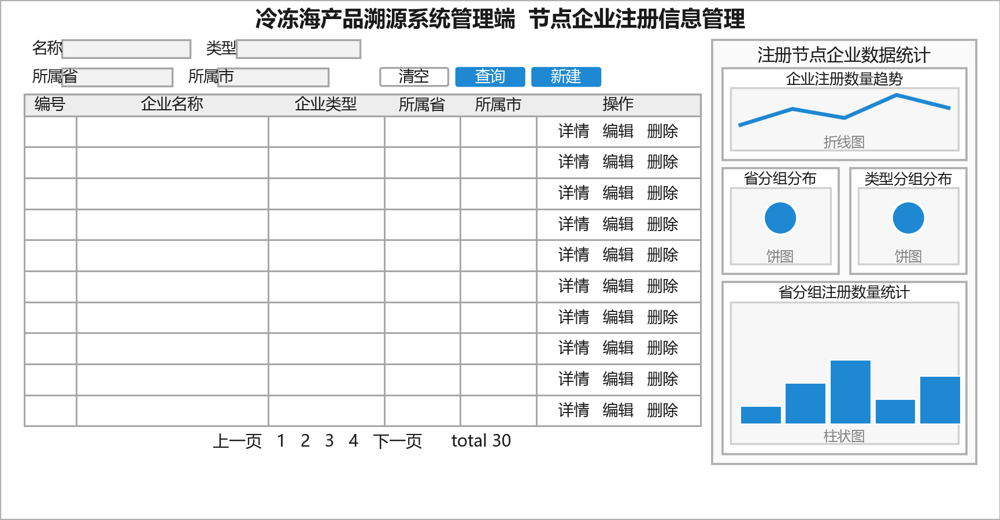 冷冻海产品溯源系统管理端 节点企业注册信息管理
名称 类型
所属省 所属市 清空 查询 新建
编号 企业名称 企业类型 所属省 所属市 操作
详情 编辑 删除
详情 编辑 删除
详情 编辑 删除
详情 编辑 删除
详情 编辑 删除
详情 编辑 删除
详情 编辑 删除
详情 编辑 删除
详情 编辑 删除
详情 编辑 删除
上一页 1 2 3 4 下一页 total 30
注册节点企业数据统计
企业注册数量趋势
折线图
省分组分布
饼图
类型分组分布
饼图
省分组注册数量统计
柱状图